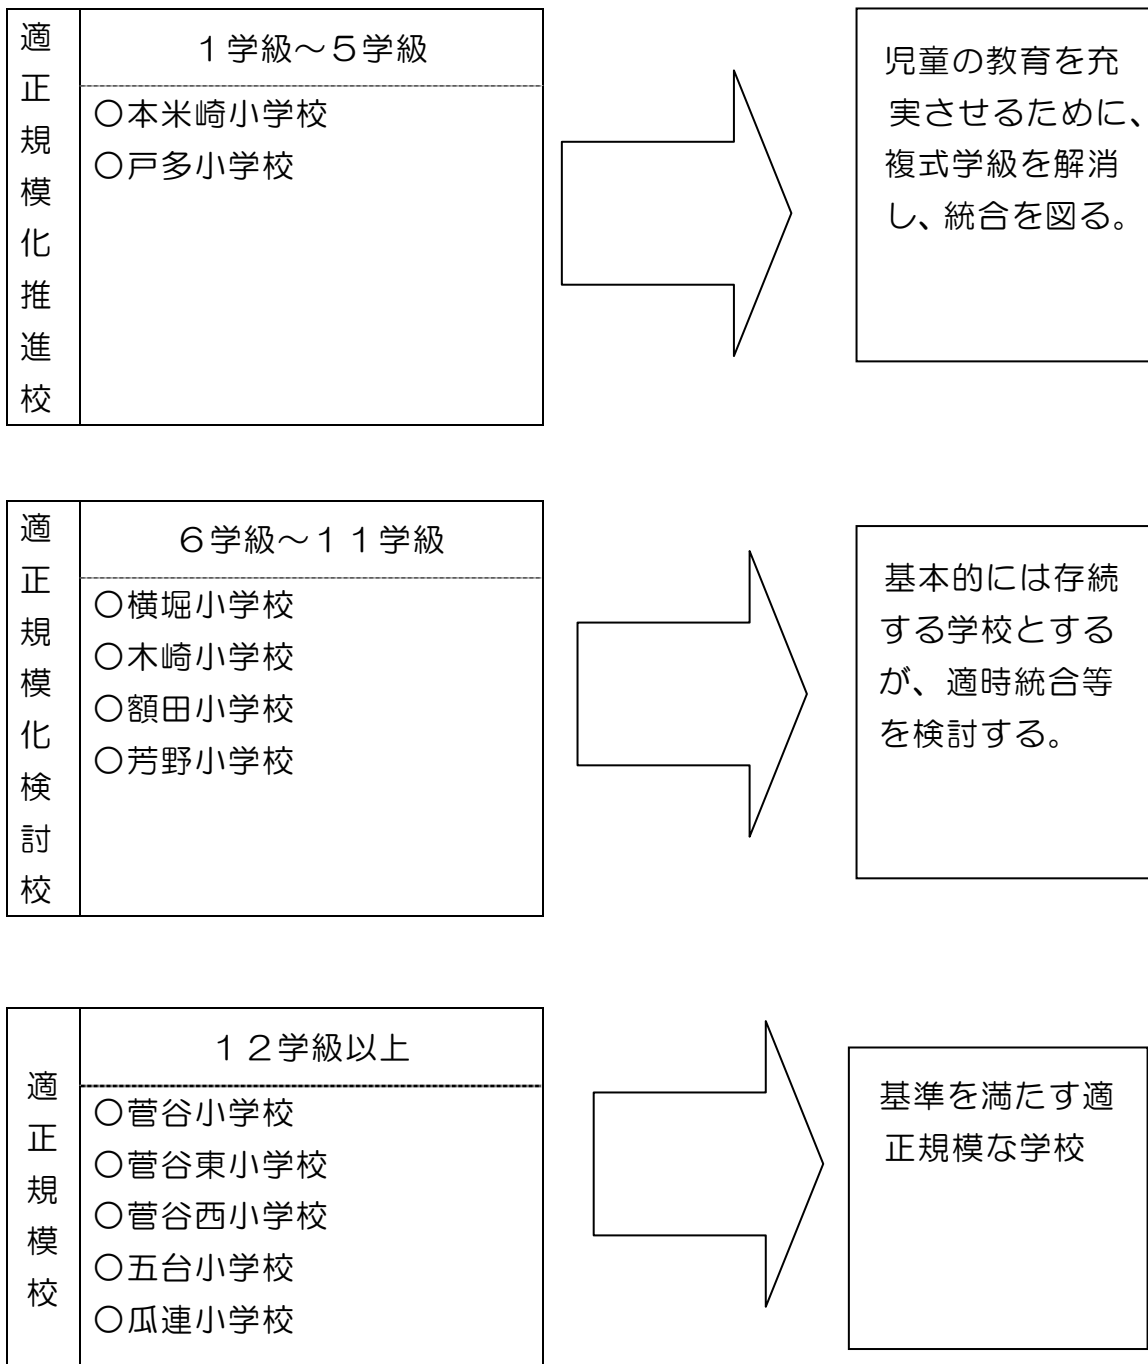 適正規模化推進校
１学級～５学級
○本米崎小学校
○戸多小学校
児童の教育を充
実させるために、
複式学級を解消
し、統合を図る。
適正規模化検討校
６学級～１１学級
○横堀小学校
○木崎小学校
○額田小学校
○芳野小学校
基本的には存続
する学校とする
が、適時統合等
を検討する。
適正規模校
１２学級以上
○菅谷小学校
○菅谷東小学校
○菅谷西小学校
○五台小学校
○瓜連小学校
基準を満たす適
正規模な学校